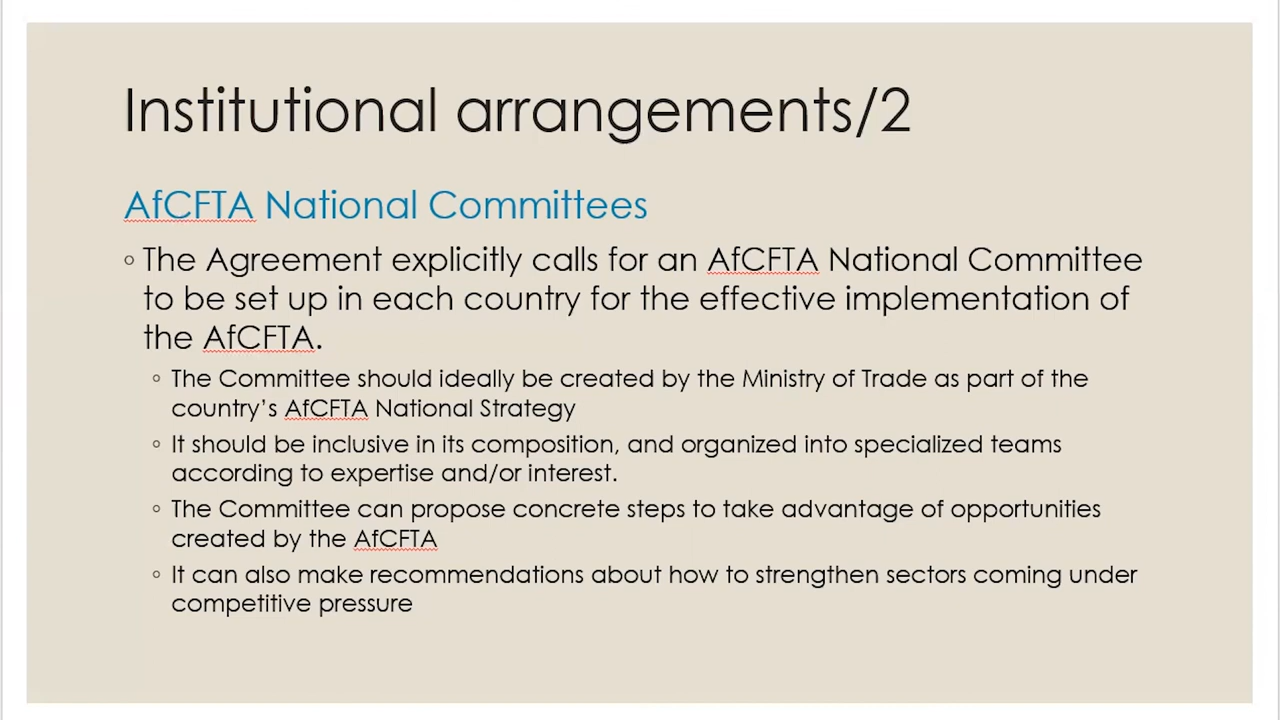 Institutional arrangements/2
AfCFTA National Committees
◦ The Agreement explicitly calls for an AfCFTA National Committee
to be set up in each country for the effective implementation of
the AfCFTA.
◦ The Committee should ideally be created by the Ministry of Trade as part of the
country’s AfCFTA National Strategy
◦ It should be inclusive in its composition, and organized into specialized teams
according to expertise and/or interest.
◦ The Committee can propose concrete steps to take advantage of opportunities
created by the AfCFTA
◦ It can also make recommendations about how to strengthen sectors coming under
competitive pressure